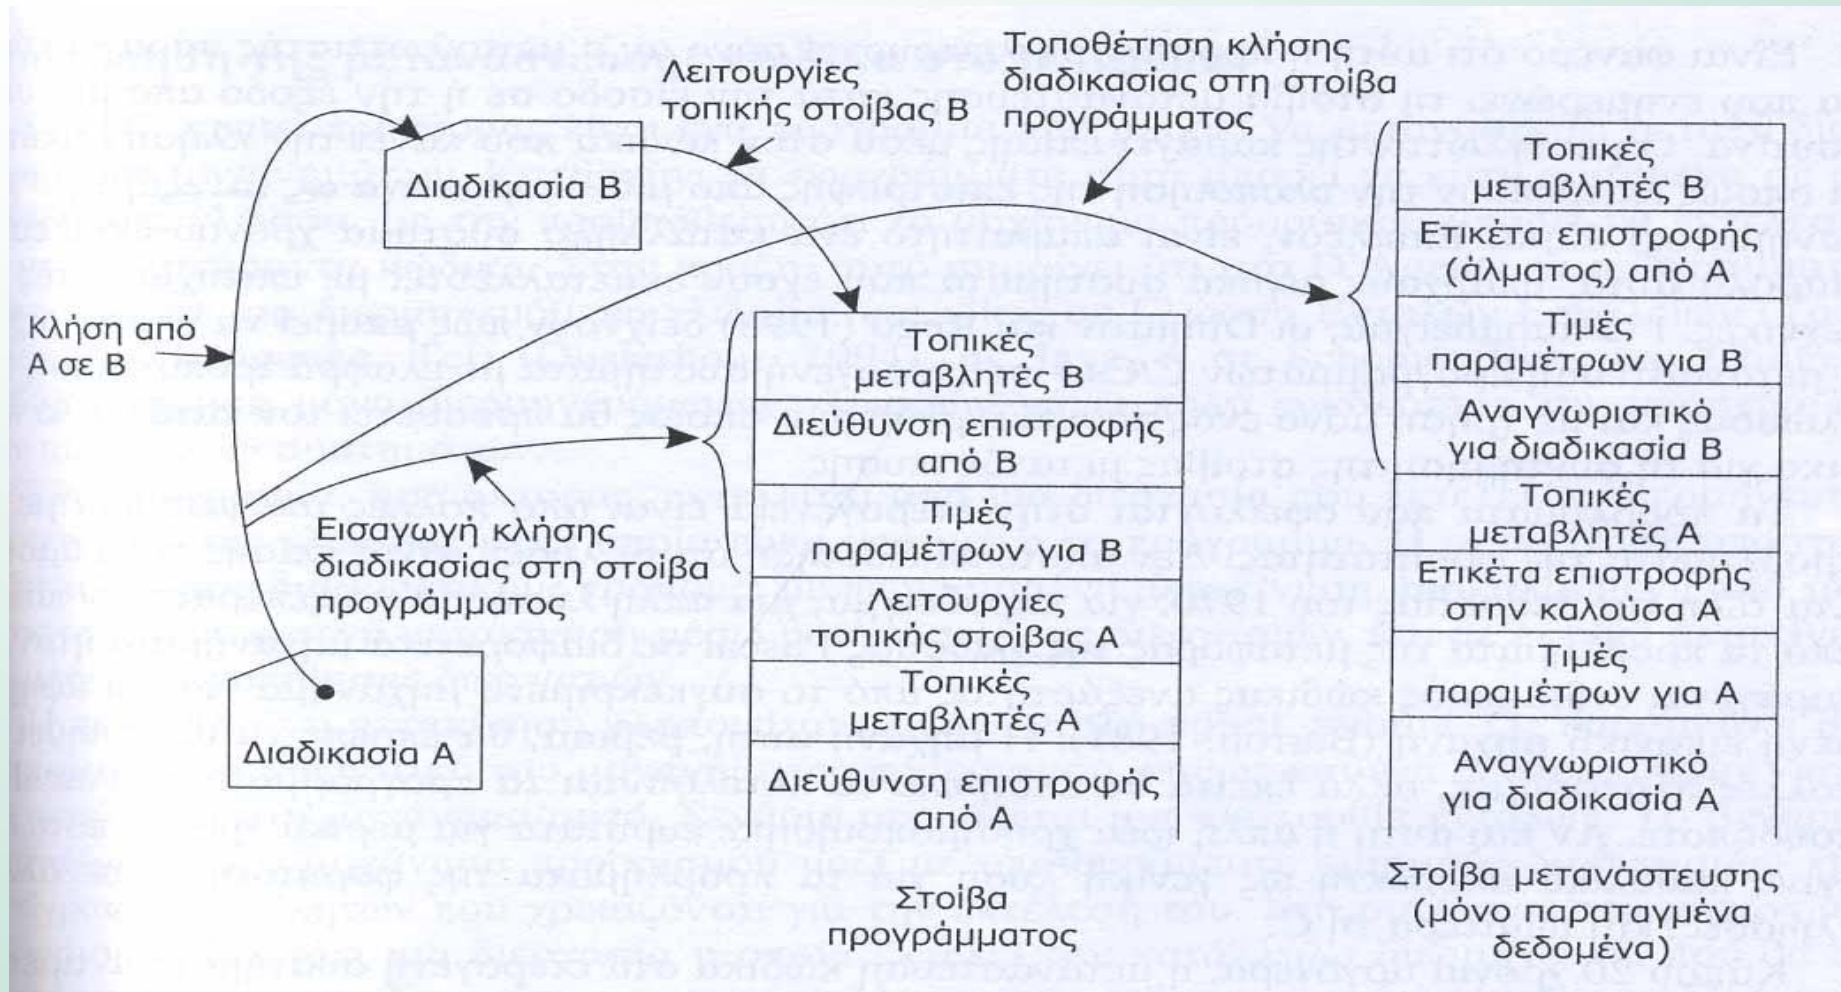 Λειτουργίες
τοπικής στοίβας Β
Τοποθέτηση κλήσης
διαδικασίας στη στοίβα
προγράμματος
Διαδικασία Β
Κλήση από
Α σε Β
Εισαγωγή κλήσης
διαδικασίας στη στοίβα
προγράμματος
Διαδικασία Α
Τοπικές
μεταβλητές Β
Διεύθυνση επιστροφής
από Β
Τιμές
παραμέτρων για Β
Λειτουργίες
τοπικής στοίβας Α
Τοπικές
μεταβλητές Α
Διεύθυνση επιστροφής
από Α
Στοίβα
προγράμματος
Τοπικές
μεταβλητές Β
Ετικέτα επιστροφής
(άλματος) από Α
Τιμές
παραμέτρων για Β
Αναγνωριστικό
για διαδικασία Β
Τοπικές
μεταβλητές Α
Ετικέτα επιστροφής
στην καλούσα Α
Τιμές
παραμέτρων για Α
Αναγνωριστικό
για διαδικασία Α
Στοίβα μετανάστευσης
(μόνο παραταγμένα
δεδομένα)